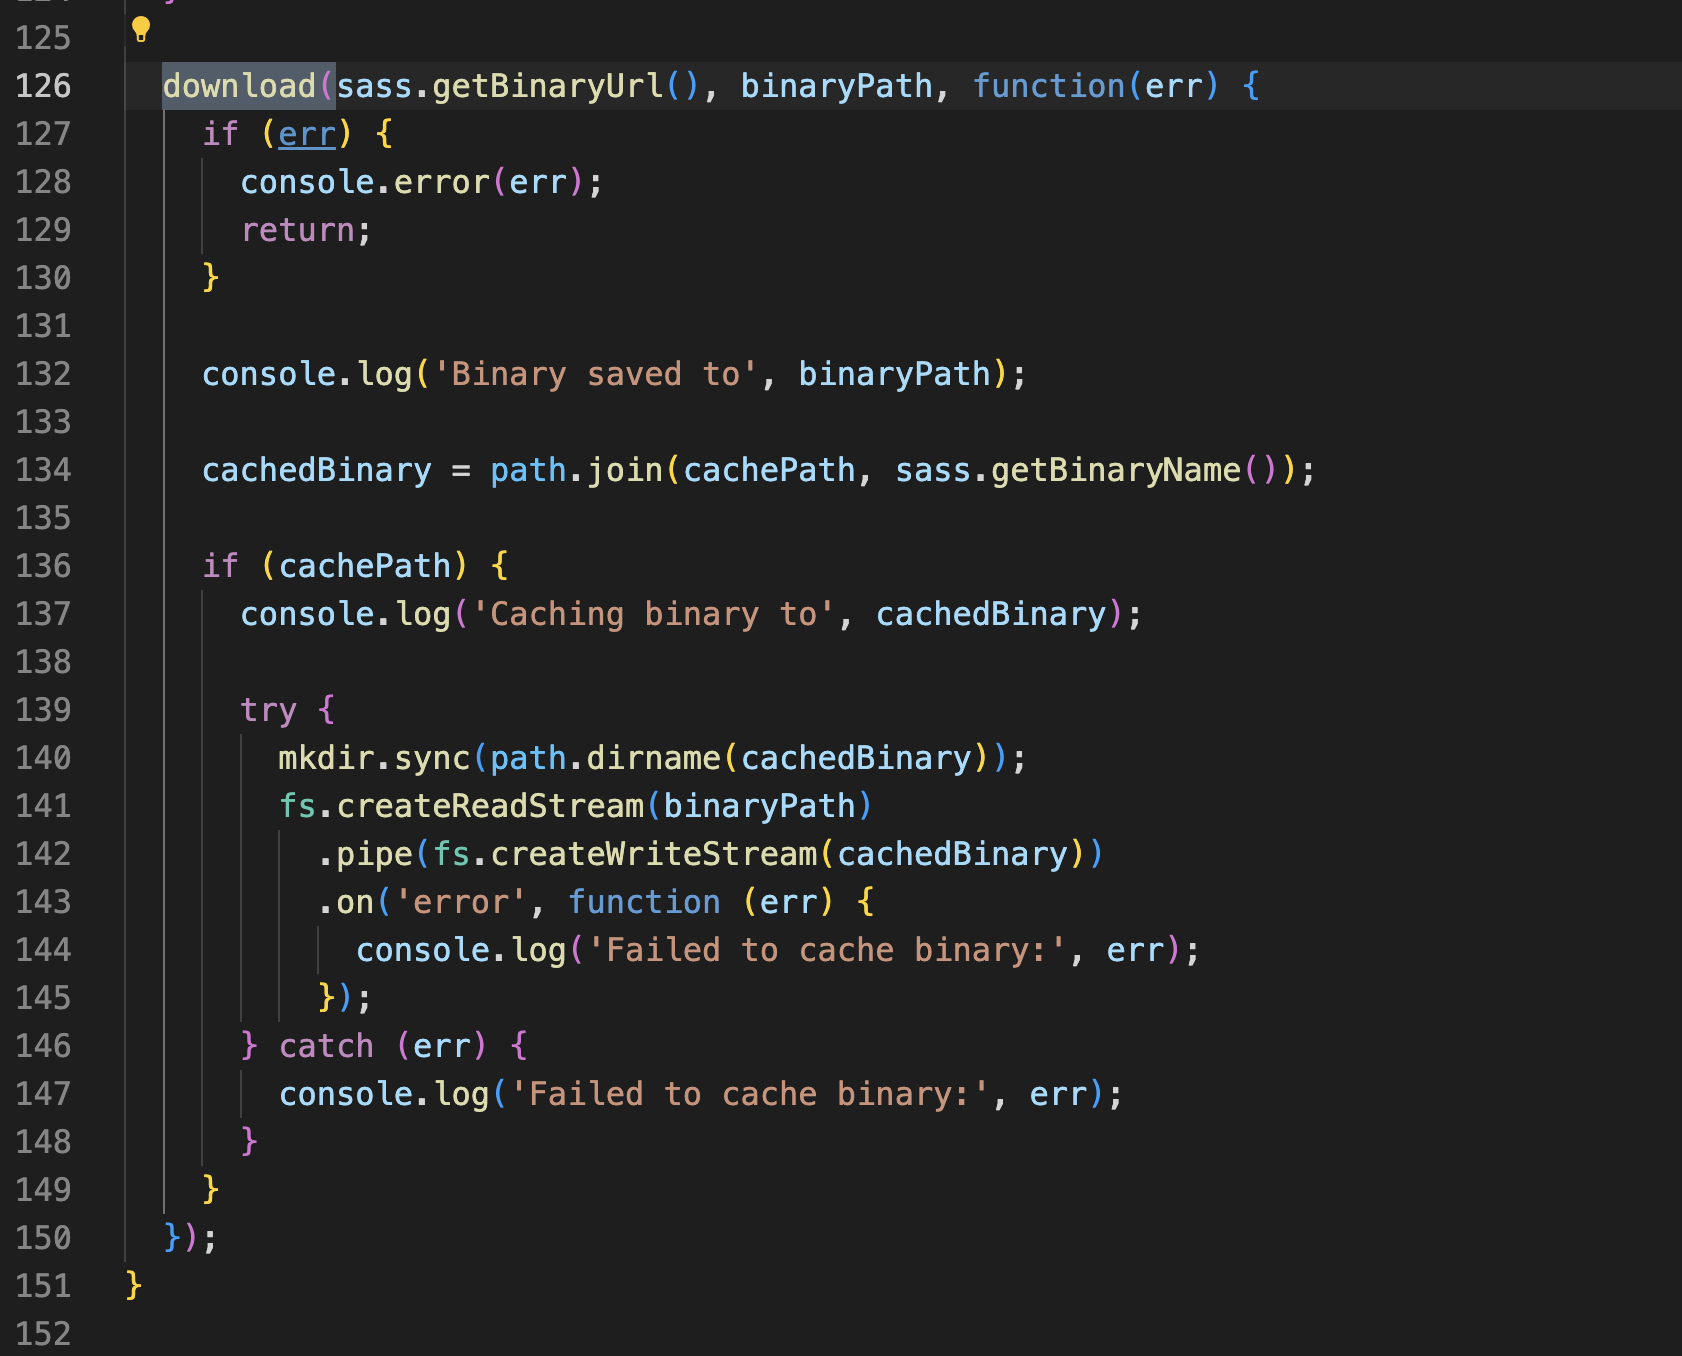 125
126 download(sass.getBinaryUrl(), binaryPath, function(err) {
127 if (err) {
128 console.error(err);
129 return;
130 }
131
132 console.log('Binary saved to', binaryPath);
133
134 cachedBinary = path.join(cachePath, sass.getBinaryName());
135
136 if (cachePath) {
137 console.log('Caching binary to', cachedBinary);
138
139 try {
140 mkdir.sync(path.dirname(cachedBinary));
141 fs.createReadStream(binaryPath)
142 .pipe(fs.createWriteStream(cachedBinary))
143 .on('error', function (err) {
144 console.log('Failed to cache binary:', err);
145 });
146 } catch (err) {
147 console.log('Failed to cache binary:', err);
148 }
149 }
150 });
151 }
152